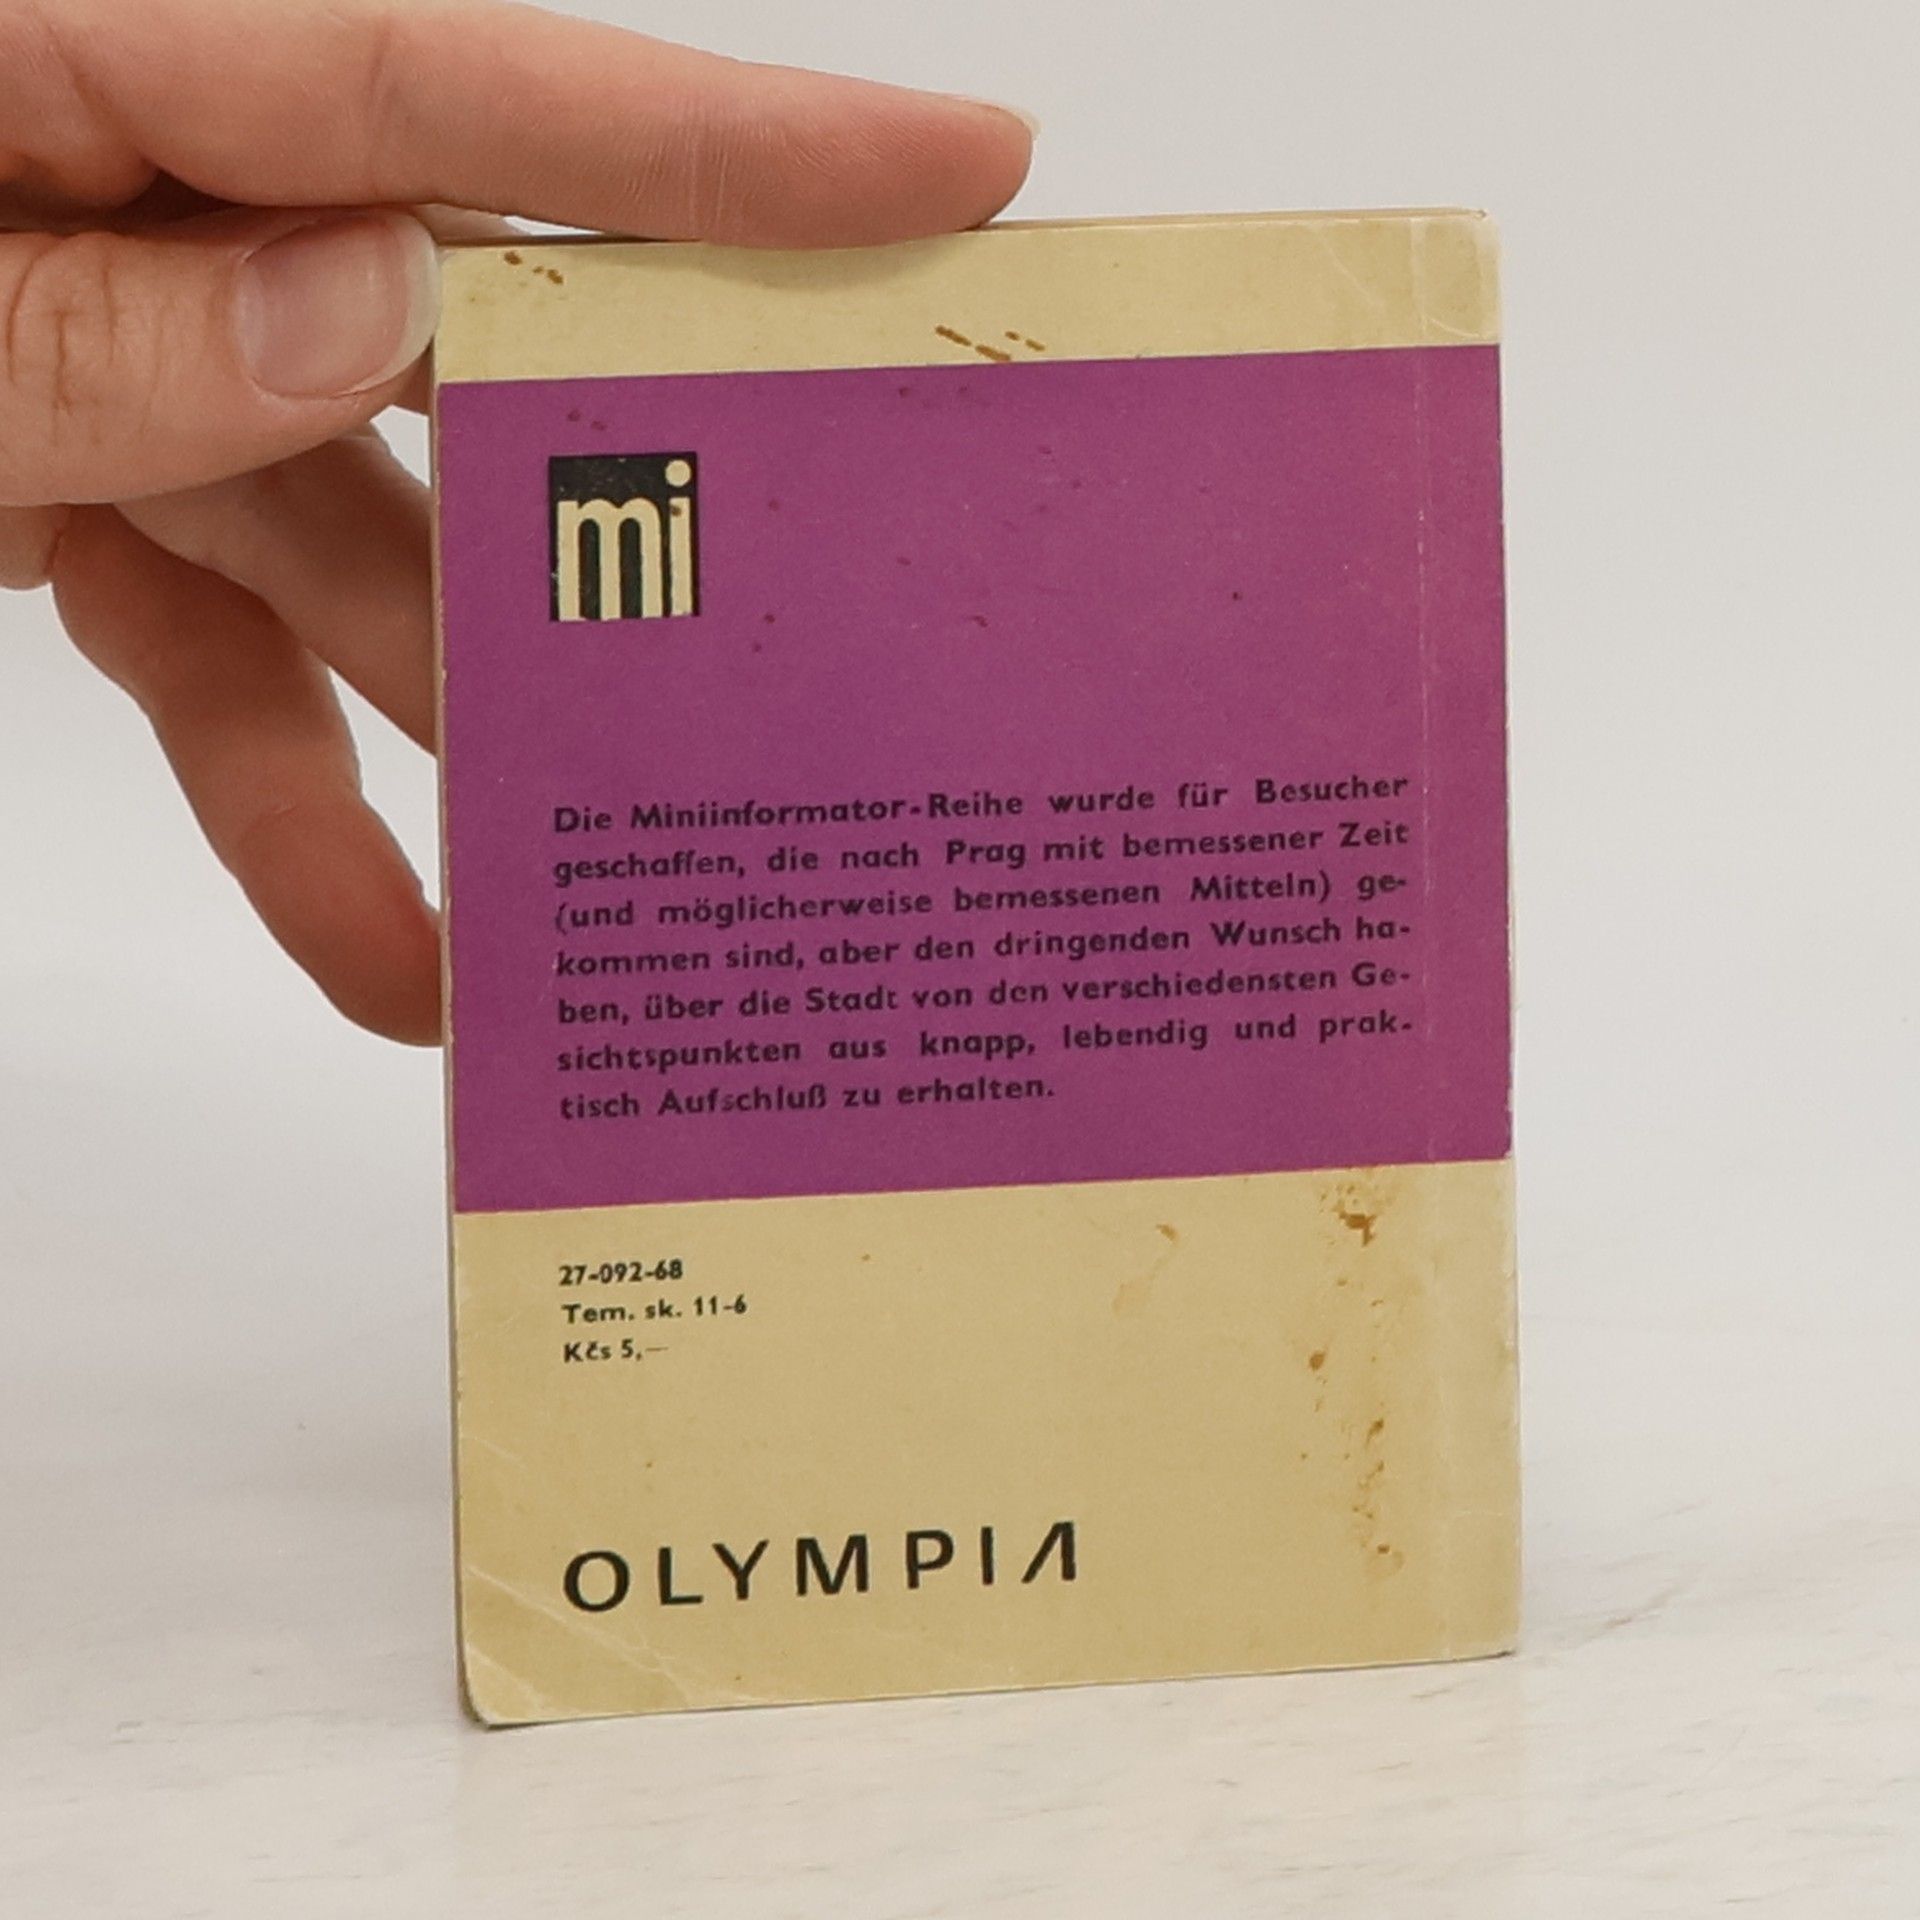 mi
Die Miniinformator-Reihe wurde für Besucher
geschaffen, die nach Prag mit bemessener Zeit
(und möglicherweise bemessenen Mitteln) ge-
kommen sind, aber den dringenden Wunsch ha-
ben, über die Stadt von den verschiedensten Ge-
sichtspunkten aus knapp, lebendig und prak-
tisch Aufschluß zu erhalten.
27-092-68
Tem. sk. 11-6
Kčs 5,—
OLYMPIA